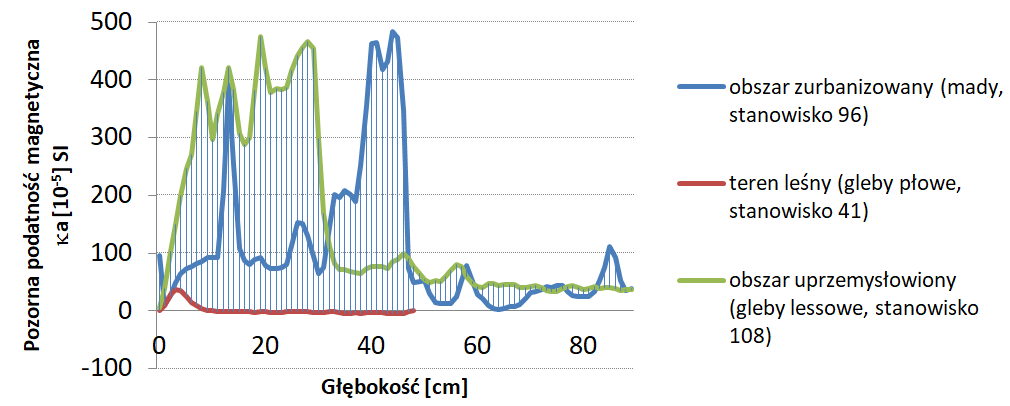 Pozorna podatność magnetyczna
κa [10⁻⁵] SI
500
400
300
200
100
0
-100
0 20 40 60 80
Głębokość [cm]
obszar zurbanizowany (mady,
stanowisko 96)
teren leśny (gleby płowe,
stanowisko 41)
obszar uprzemysłowiony
(gleby lessowe, stanowisko
108)